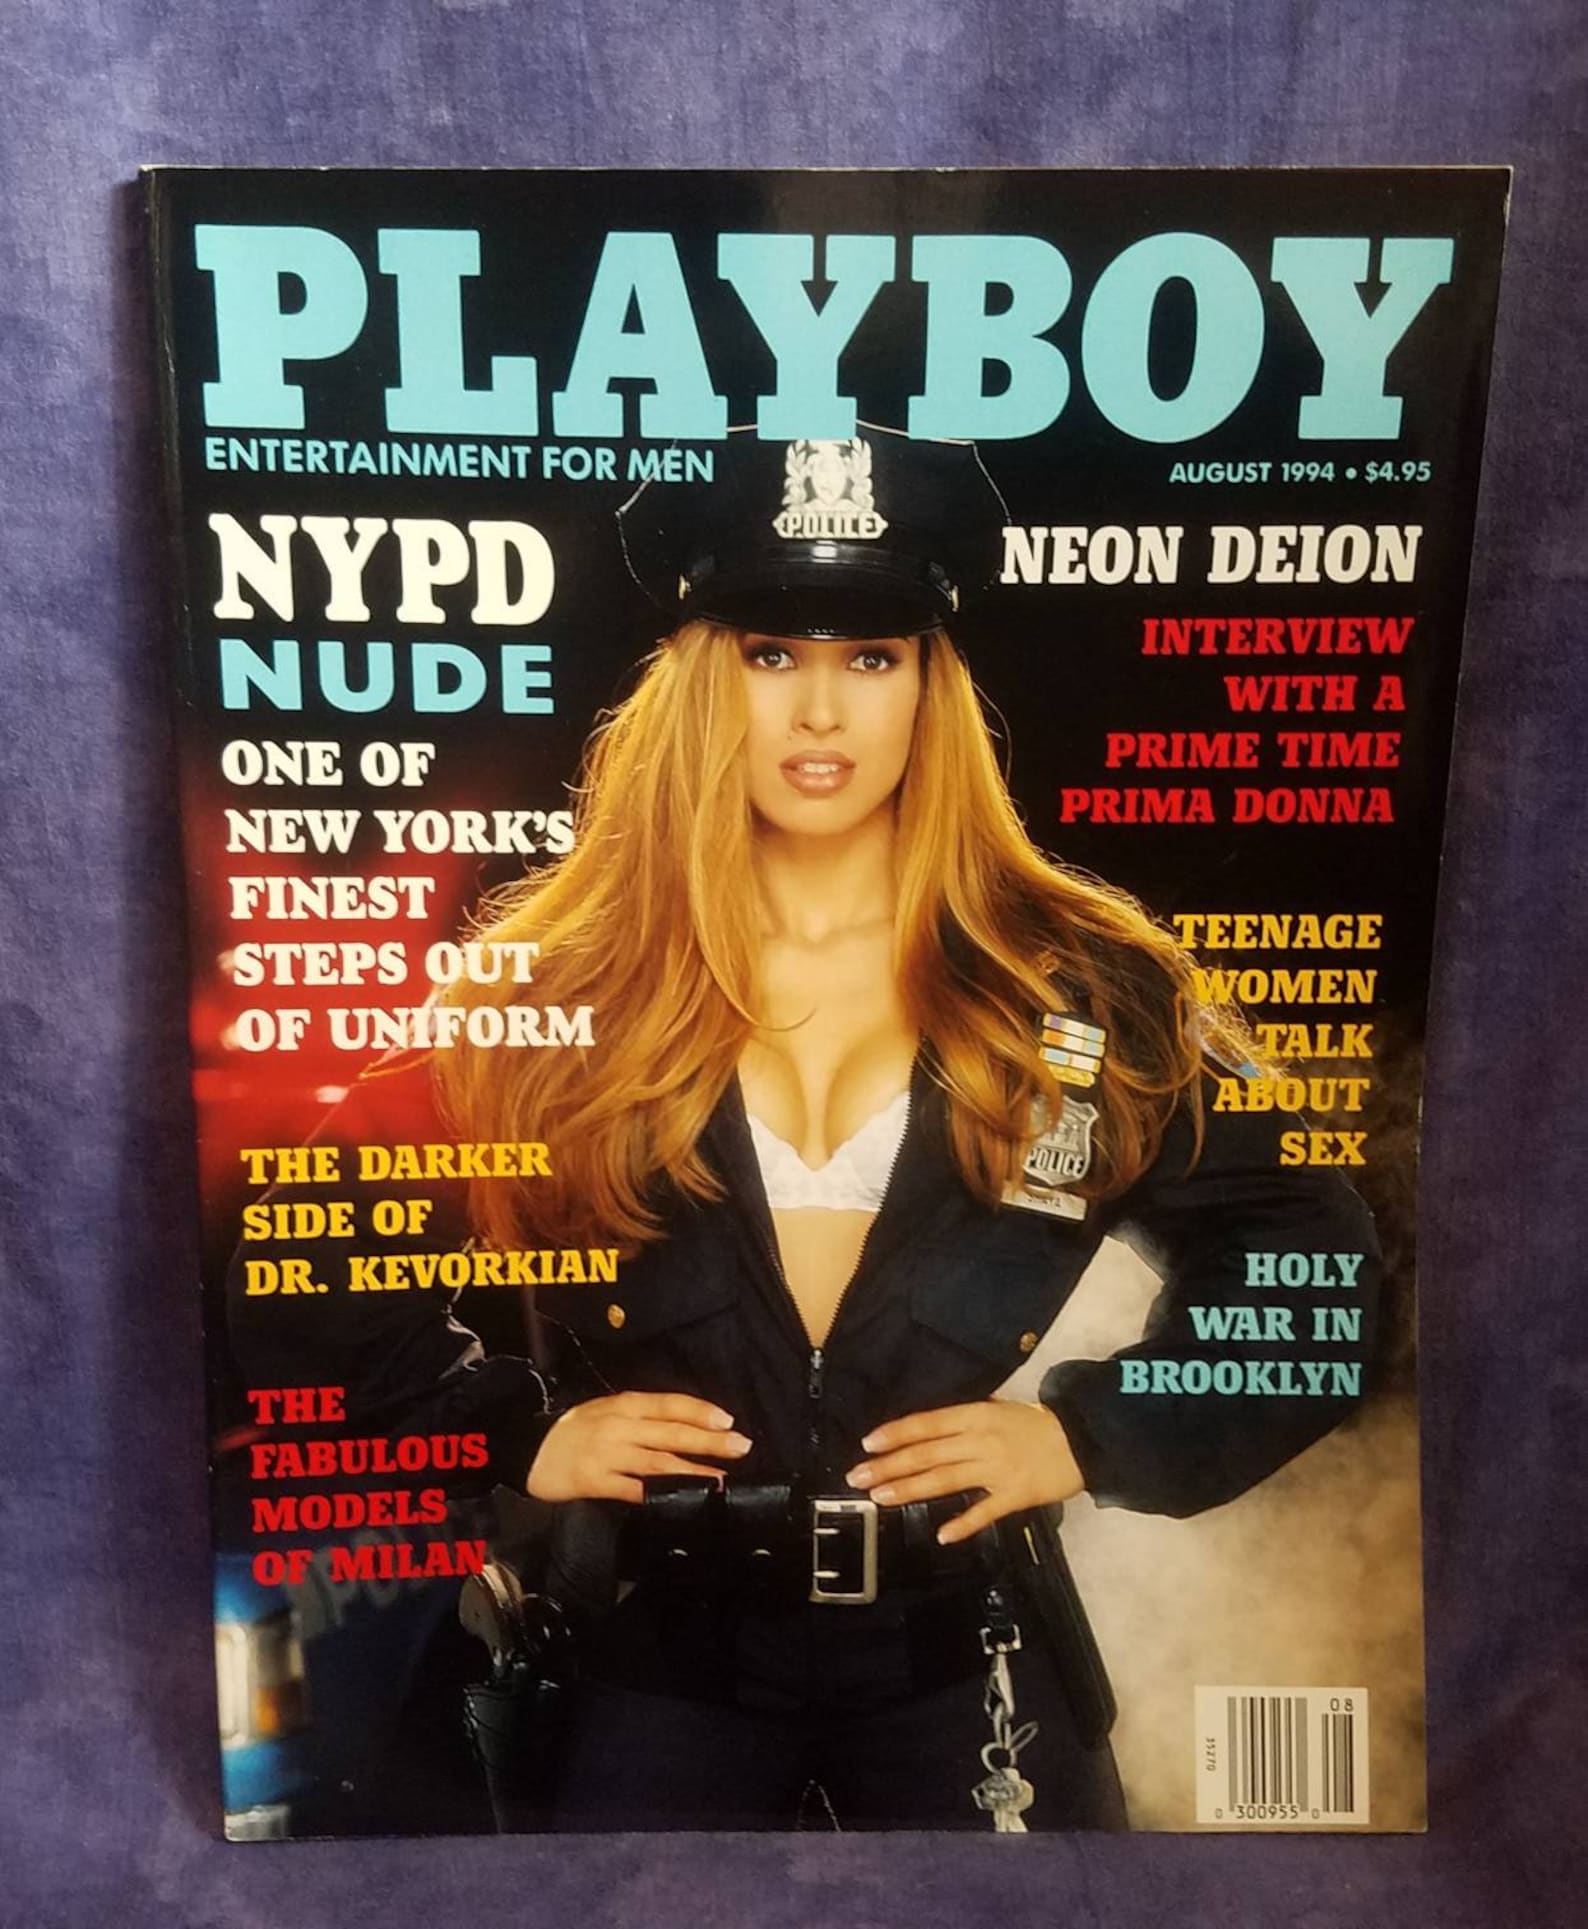 PLAYBOY
ENTERTAINMENT FOR MEN
AUGUST 1994 • $4.95
POLICE
NYPD
NUDE
ONE OF
NEW YORK'S
FINEST
STEPS OUT
OF UNIFORM
THE DARKER
SIDE OF
DR. KEVORKIAN
THE
FABULOUS
MODELS
OF MILAN
NEON DEION
INTERVIEW
WITH A
PRIME TIME
PRIMA DONNA
TEENAGE
WOMEN
TALK
ABOUT
SEX
POLICE
HOLY
WAR IN
BROOKLYN
08
35270
0 300955 0